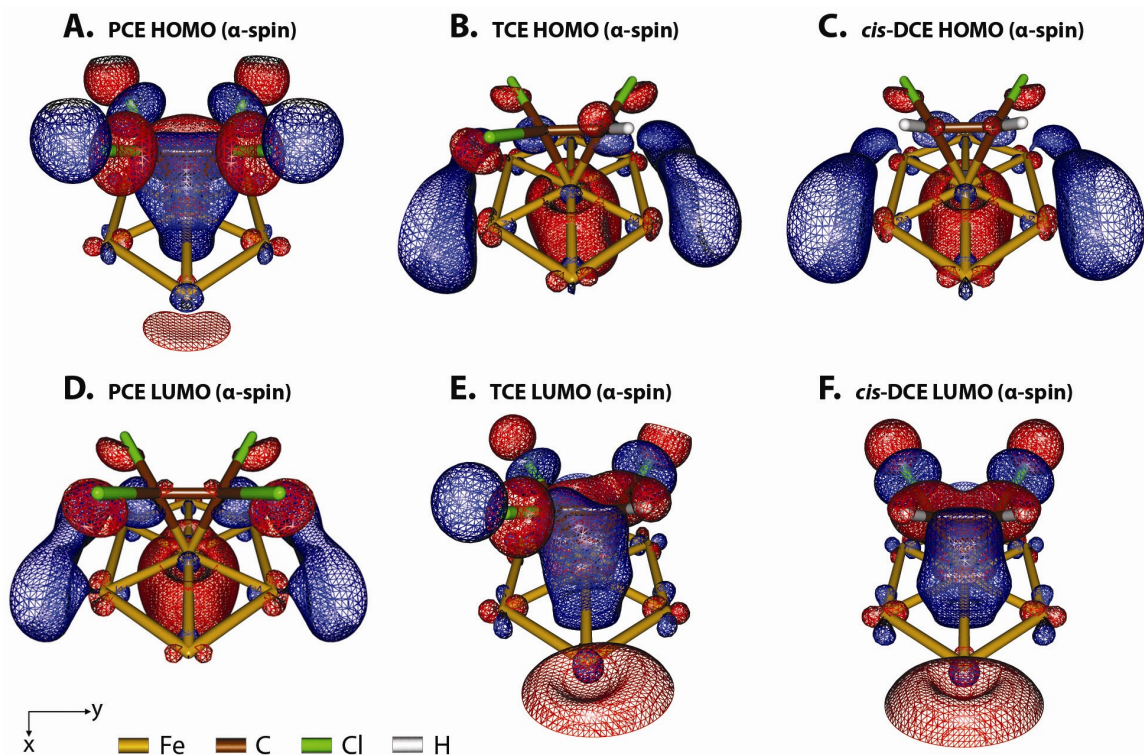 A. PCE HOMO (α-spin)
B. TCE HOMO (α-spin)
C. cis-DCE HOMO (α-spin)
D. PCE LUMO (α-spin)
E. TCE LUMO (α-spin)
F. cis-DCE LUMO (α-spin)
y
x
Fe C Cl H